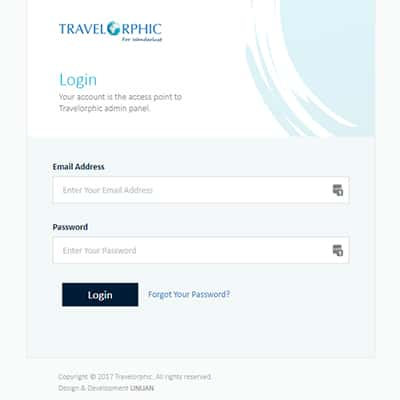 TRAVELORPHIC
For Wanderlust
Login
Your account is the access point to
Travelorphic admin panel.
Email Address
Enter Your Email Address
Password
Enter Your Password
Login Forgot Your Password?
Copyright © 2017 Travelorphic. All rights reserved.
Design & Development LINUAN